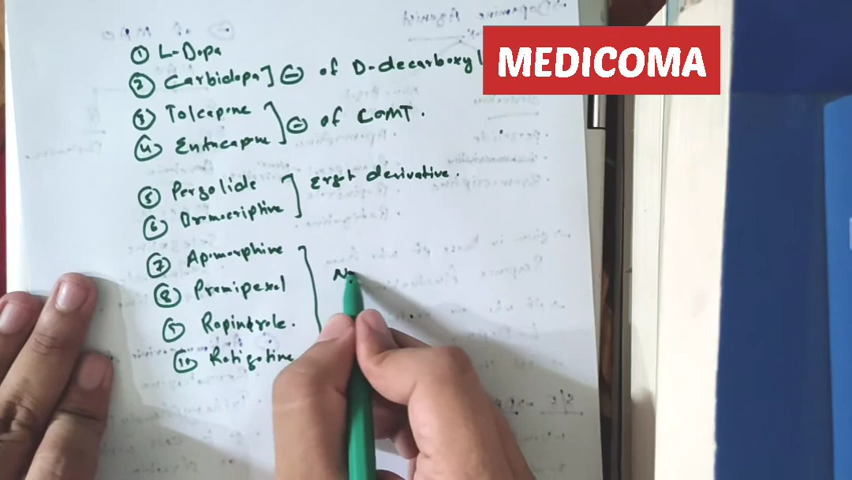 MEDICOMA
① L-Dopa
② Carbidopa ] ⊖ of D-decarboxyl
③ Tolcapone
④ Entacapone ] ⊖ of COMT.
⑤ Pergolide
⑥ Bromocriptine ] Ergot derivative.
⑦ Apomorphine
⑧ Pramipexol
⑨ Ropinirole.
⑩ Rotigotine